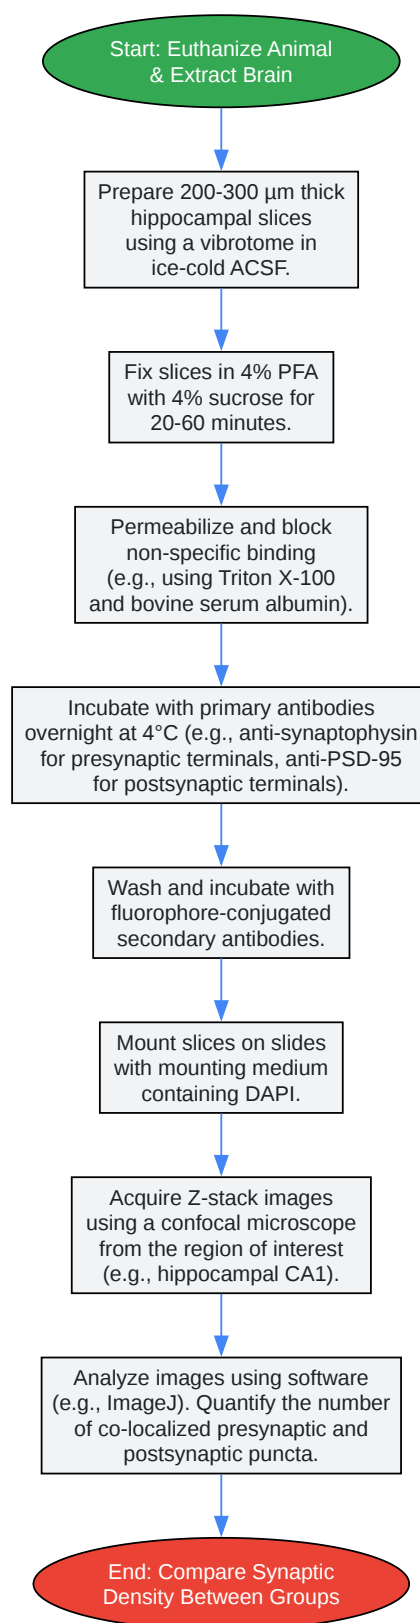 Start: Euthanize Animal
& Extract Brain
Prepare 200-300 µm thick
hippocampal slices
using a vibrotome in
ice-cold ACSF.
Fix slices in 4% PFA
with 4% sucrose for
20-60 minutes.
Permeabilize and block
non-specific binding
(e.g., using Triton X-100
and bovine serum albumin).
Incubate with primary antibodies
overnight at 4°C (e.g., anti-synaptophysin
for presynaptic terminals, anti-PSD-95
for postsynaptic terminals).
Wash and incubate with
fluorophore-conjugated
secondary antibodies.
Mount slices on slides
with mounting medium
containing DAPI.
Acquire Z-stack images
using a confocal microscope
from the region of interest
(e.g., hippocampal CA1).
Analyze images using software
(e.g., ImageJ). Quantify the number
of co-localized presynaptic and
postsynaptic puncta.
End: Compare Synaptic
Density Between Groups